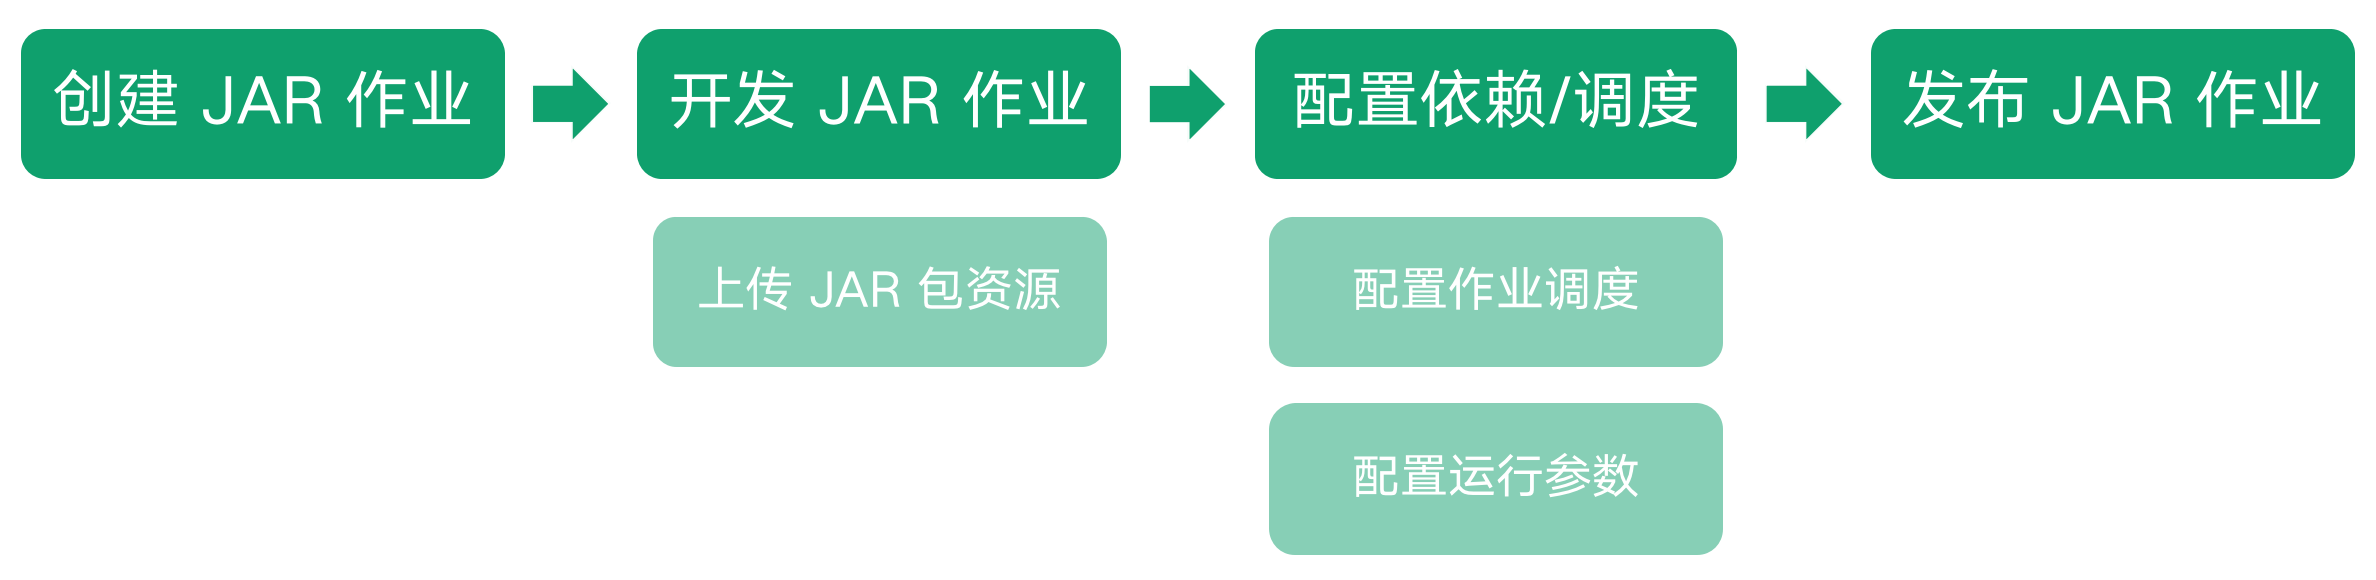 创建 JAR 作业
开发 JAR 作业
配置依赖/调度
发布 JAR 作业
上传 JAR 包资源
配置作业调度
配置运行参数